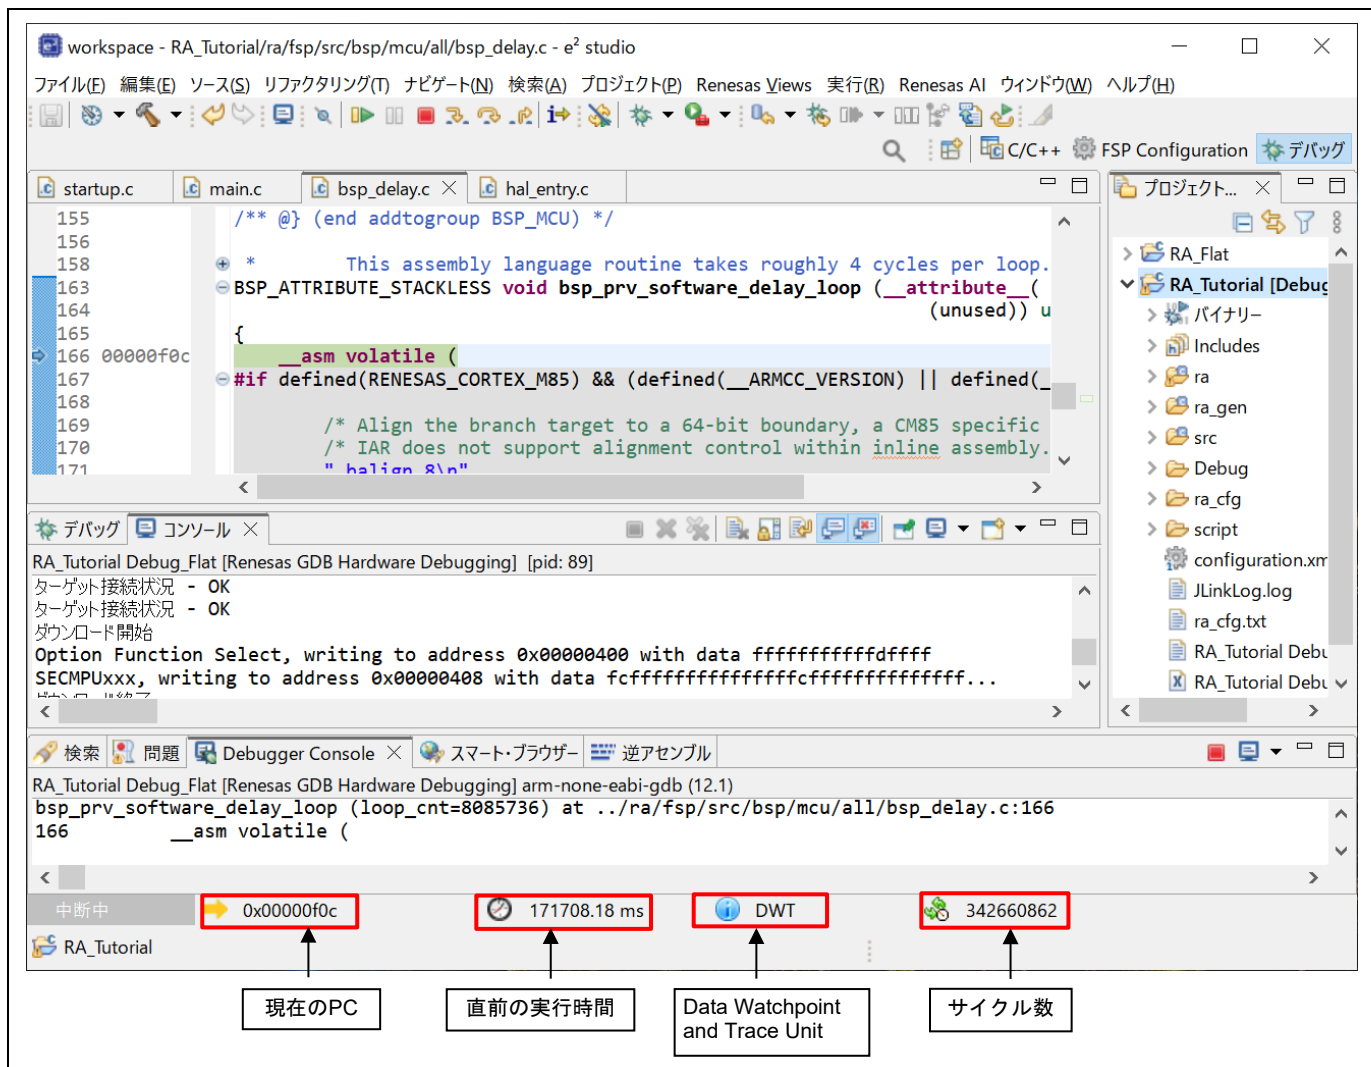 workspace - RA_Tutorial/ra/fsp/src/bsp/mcu/all/bsp_delay.c - e² studio
ファイル(F) 編集(E) ソース(S) リファクタリング(T) ナビゲート(N) 検索(A) プロジェクト(P) Renesas Views 実行(R) Renesas AI ウィンドウ(W) ヘルプ(H)
C/C++ FSP Configuration デバッグ
startup.c main.c bsp_delay.c hal_entry.c
155 /** @} (end addtogroup BSP_MCU) */
156
158 * This assembly language routine takes roughly 4 cycles per loop.
163 BSP_ATTRIBUTE_STACKLESS void bsp_prv_software_delay_loop (__attribute__(
164 (unused)) u
165 {
166 00000f0c __asm volatile (
167 #if defined(RENESAS_CORTEX_M85) && (defined(__ARMCC_VERSION) || defined(_
168
169 /* Align the branch target to a 64-bit boundary, a CM85 specific
170 /* IAR does not support alignment control within inline assembly.
171 ".balign 8\n"
プロジェクト...
RA_Flat
RA_Tutorial [Debug
バイナリー
Includes
ra
ra_gen
src
Debug
ra_cfg
script
configuration.xm
JLinkLog.log
ra_cfg.txt
RA_Tutorial Debu
RA_Tutorial Debu
デバッグ コンソール
RA_Tutorial Debug_Flat [Renesas GDB Hardware Debugging] [pid: 89]
ターゲット接続状況 - OK
ターゲット接続状況 - OK
ダウンロード開始
Option Function Select, writing to address 0x00000400 with data fffffffffffdffff
SECMPUxxx, writing to address 0x00000408 with data fcffffffffffffffffcffffffffffffff...
ダウンロード終了
検索 問題 Debugger Console スマート・ブラウザー 逆アセンブル
RA_Tutorial Debug_Flat [Renesas GDB Hardware Debugging] arm-none-eabi-gdb (12.1)
bsp_prv_software_delay_loop (loop_cnt=8085736) at ../ra/fsp/src/bsp/mcu/all/bsp_delay.c:166
166 __asm volatile (
中断中 0x00000f0c 171708.18 ms DWT 342660862
RA_Tutorial
現在のPC
直前の実行時間
Data Watchpoint
and Trace Unit
サイクル数